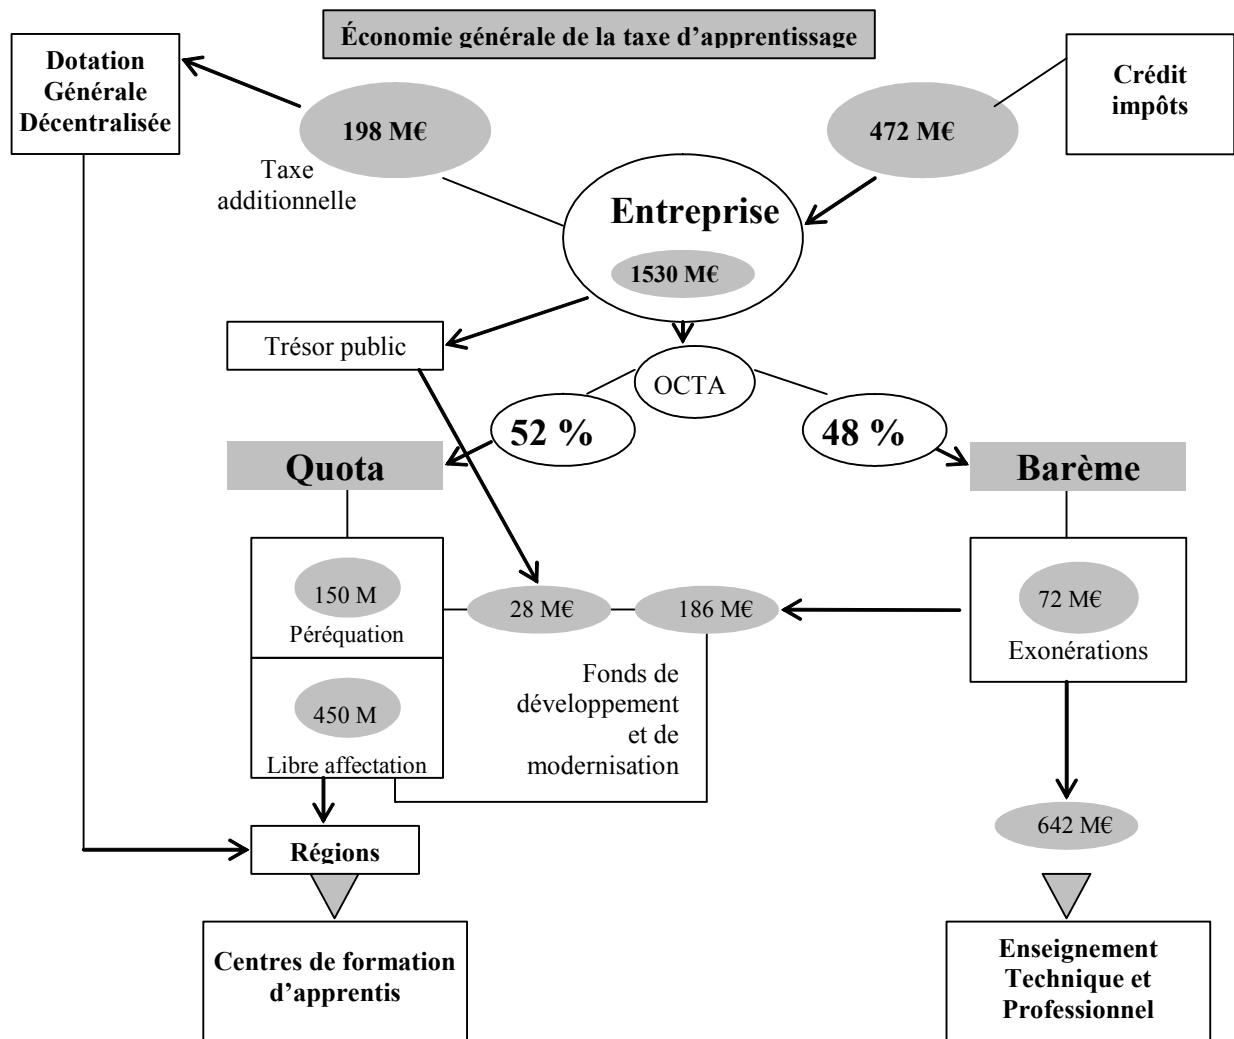 Économie générale de la taxe d’apprentissage
Dotation
Générale
Décentralisée
Crédit
impôts
198 M€
472 M€
Taxe
additionnelle
Entreprise
1530 M€
Trésor public
OCTA
52 %
48 %
Quota
Barème
150 M
Péréquation
28 M€
186 M€
72 M€
Exonérations
450 M
Libre affectation
Fonds de
développement
et de
modernisation
642 M€
Régions
Centres de formation
d’apprentis
Enseignement
Technique et
Professionnel